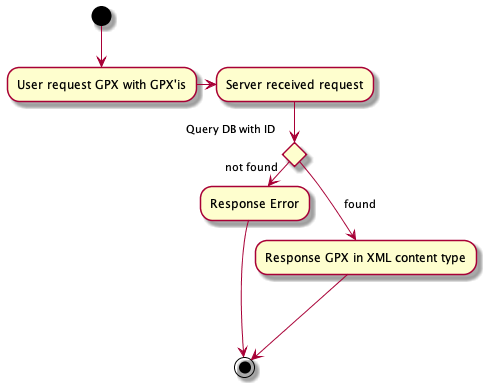 User request GPX with GPX'is
Server received request
Query DB with ID
not found
found
Response Error
Response GPX in XML content type